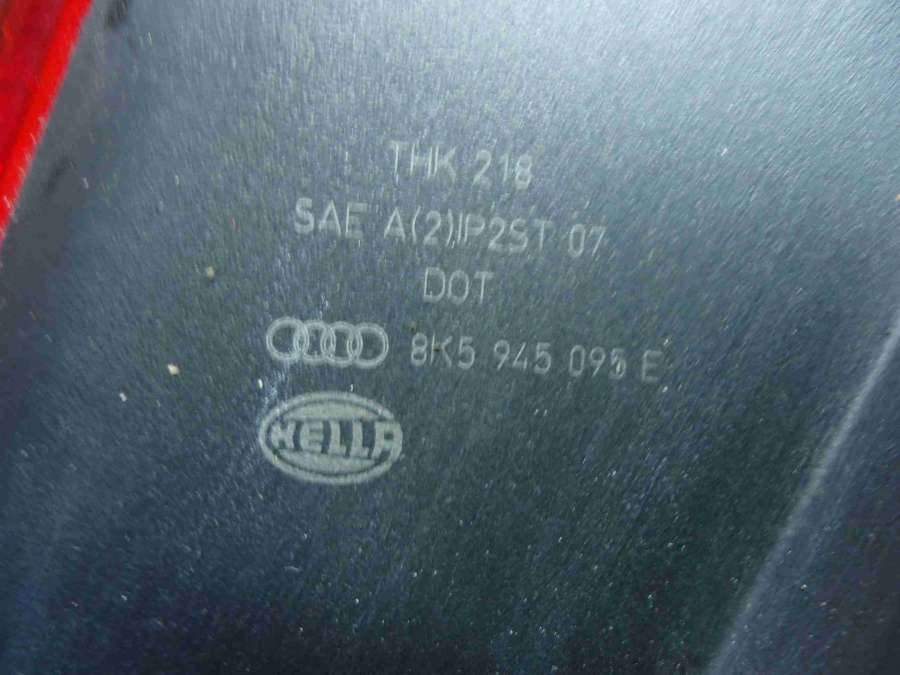 THK 218
SAE A(2)IP2ST 07
DOT
8K5 945 095 E
HELLA